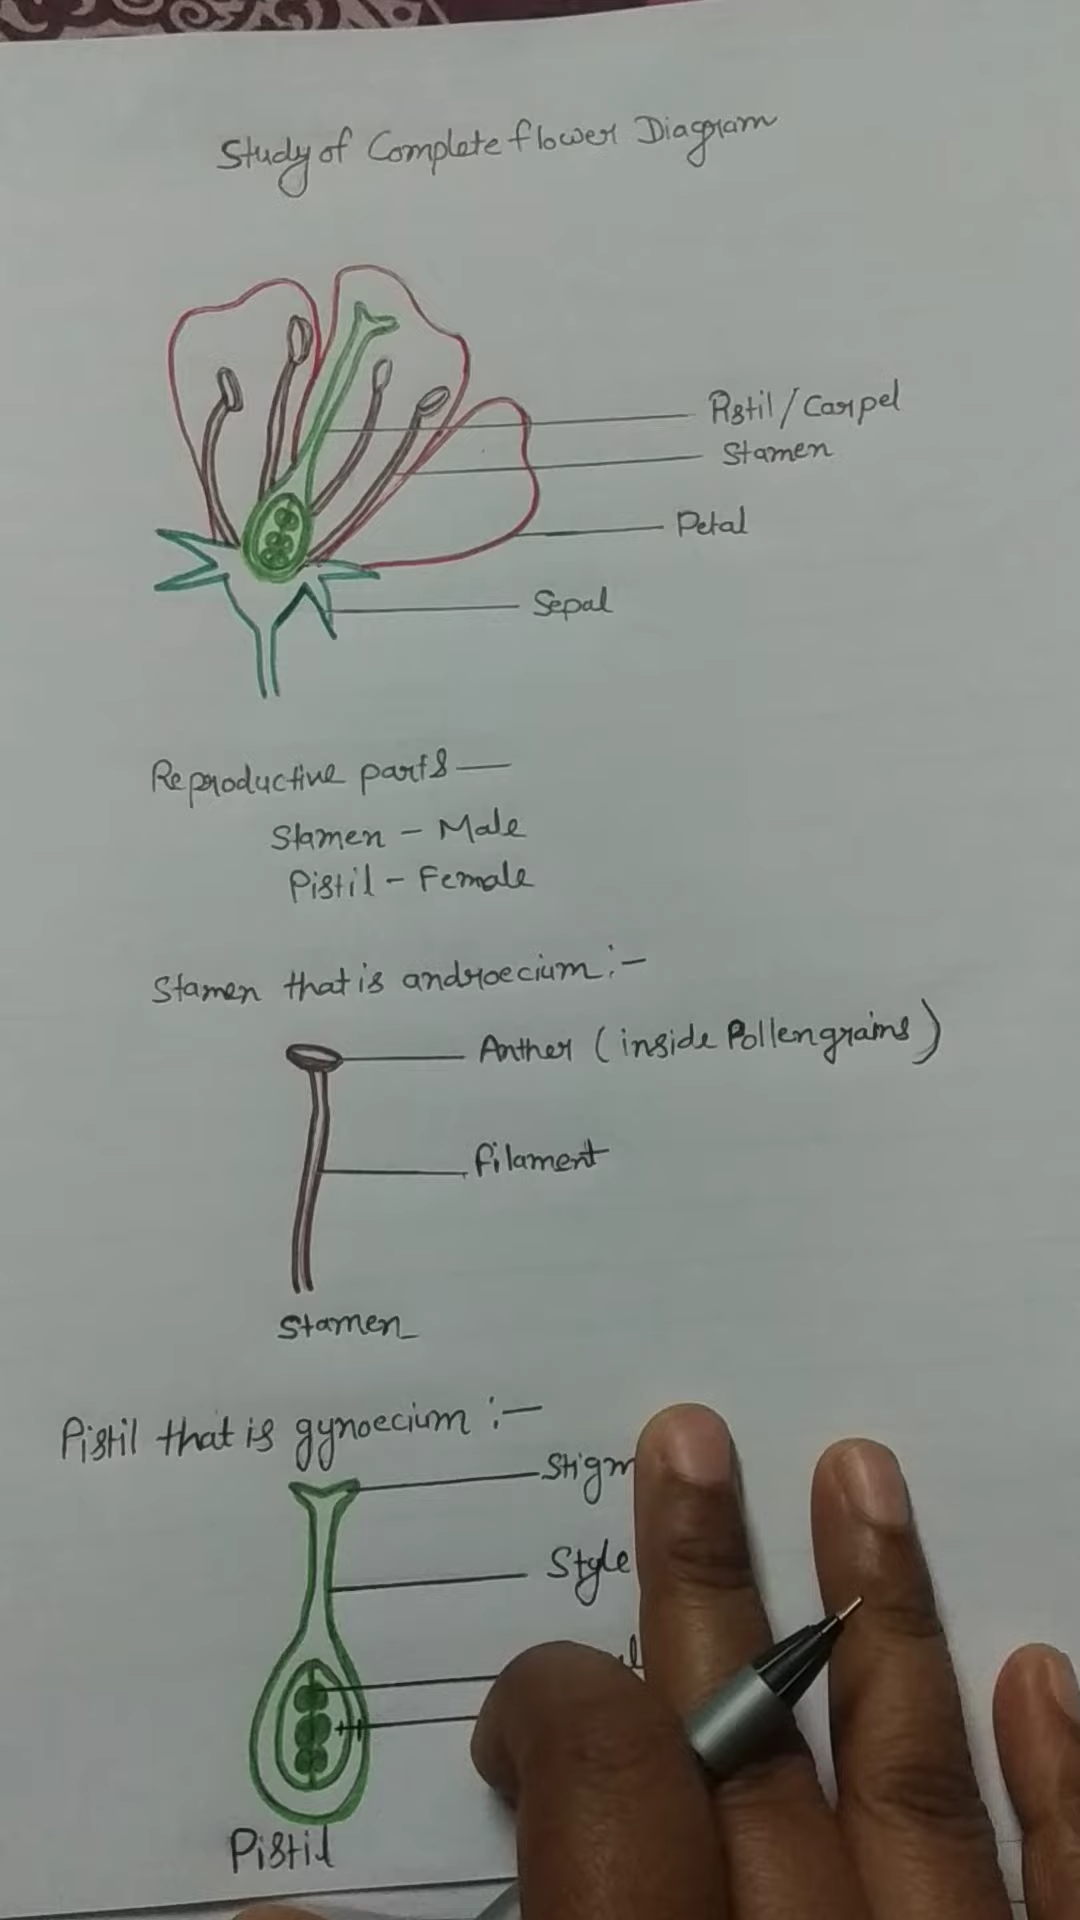 Study of Complete flower Diagram
Pistil / Carpel
Stamen
Petal
Sepal
Reproductive parts —
Stamen - Male
Pistil - Female
Stamen that is androecium :-
Anther (inside Pollengrains)
filament
Stamen
Pistil that is gynoecium :-
Stigm
Style
Pistil